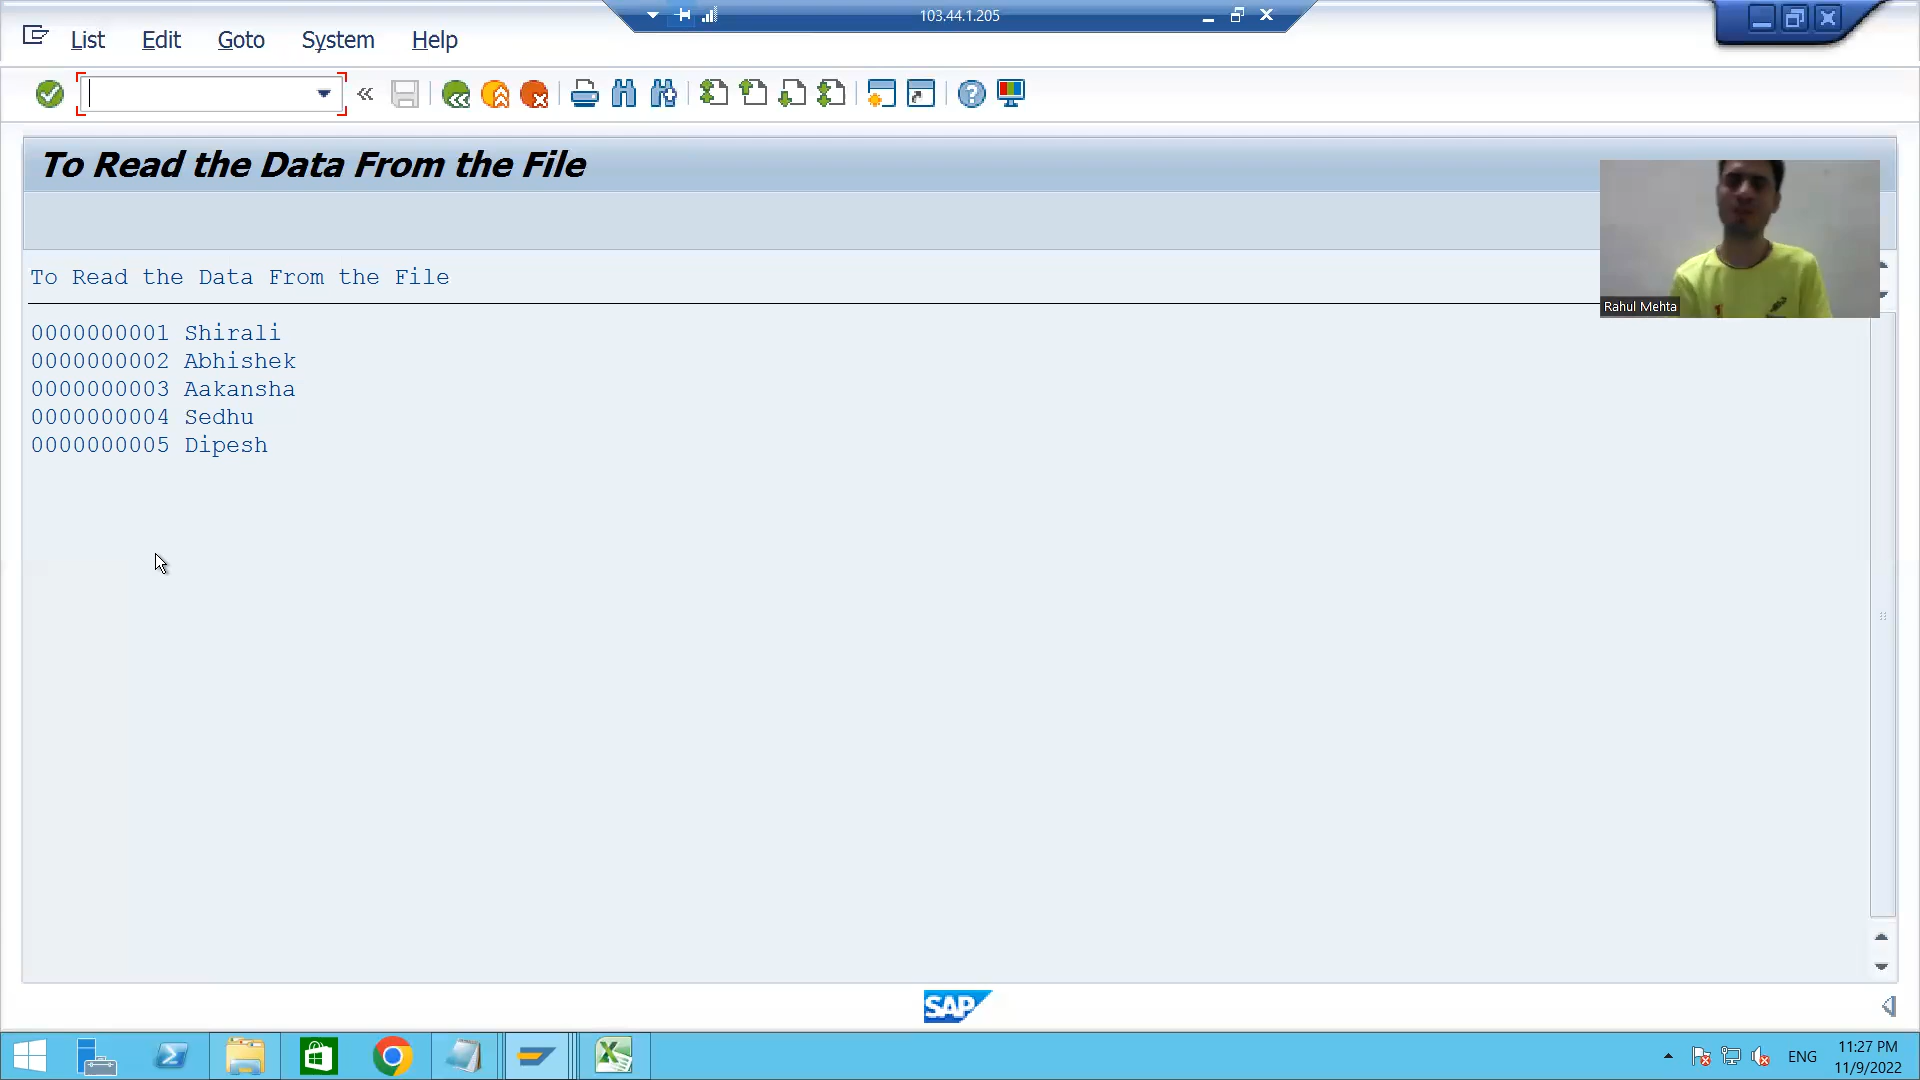 103.44.1.205
List Edit Goto System Help
To Read the Data From the File
To Read the Data From the File
0000000001 Shirali
0000000002 Abhishek
0000000003 Aakansha
0000000004 Sedhu
0000000005 Dipesh
Rahul Mehta
SAP
ENG
11:27 PM
11/9/2022